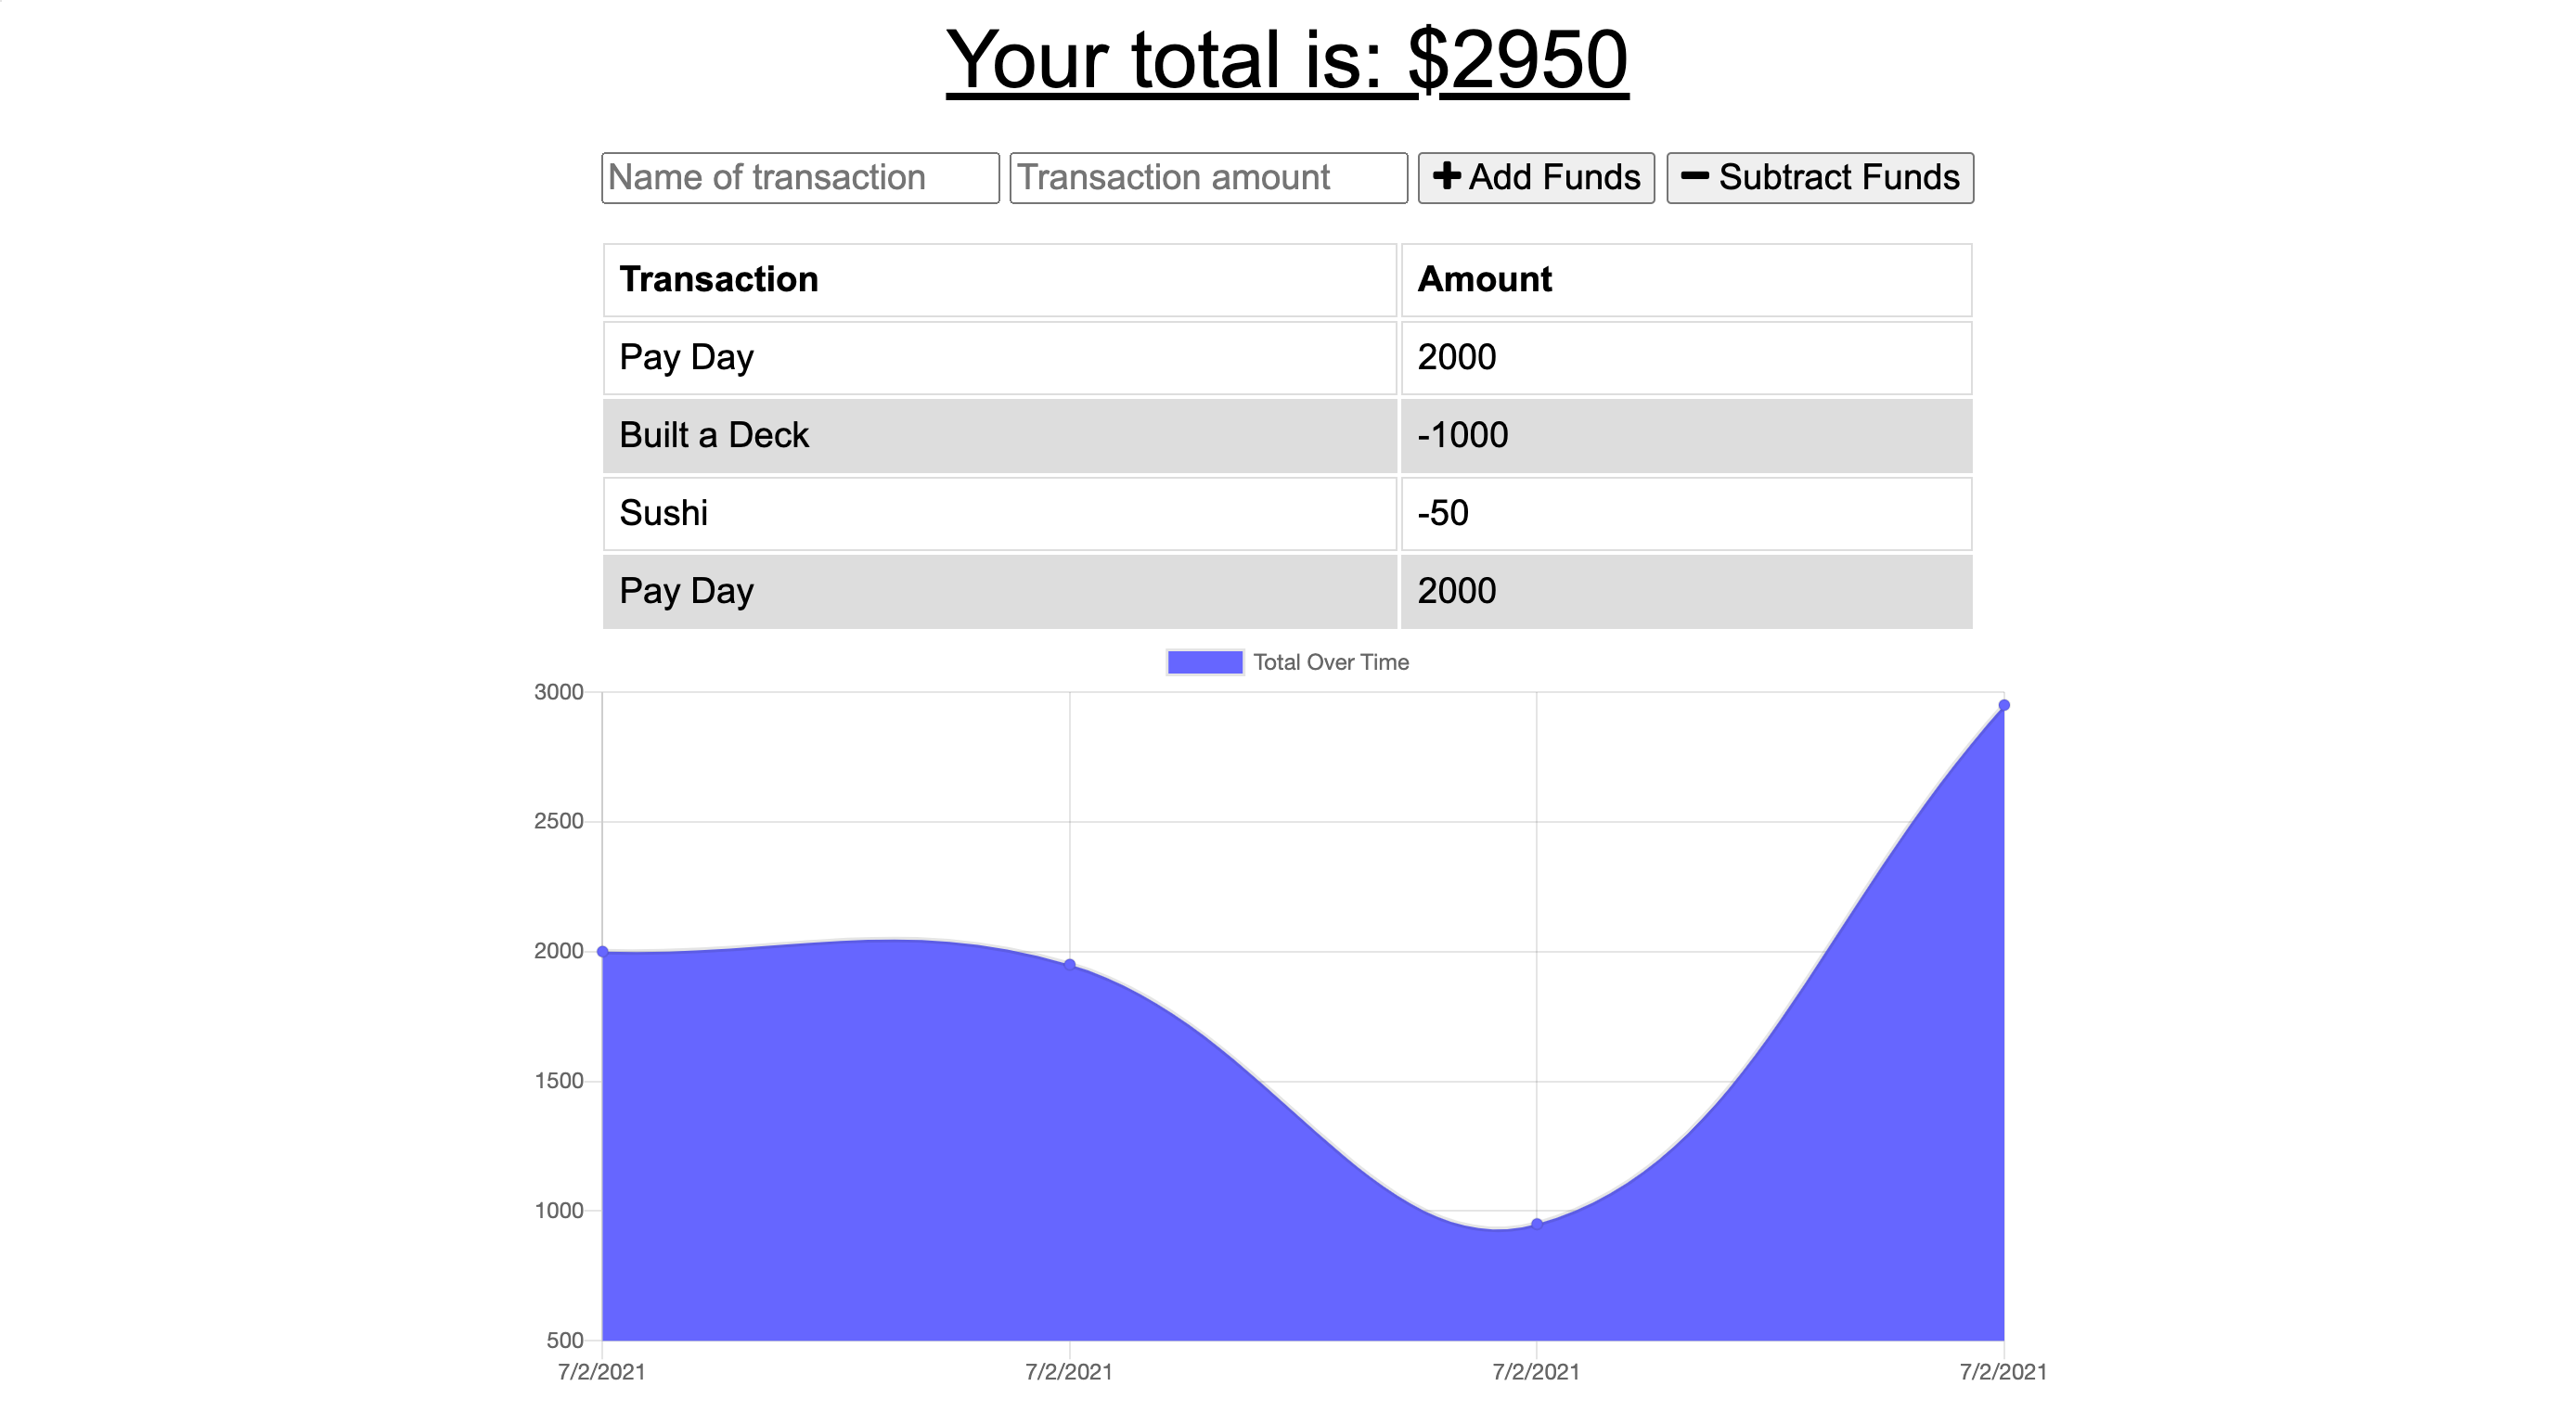 Your total is: $2950
Name of transaction Transaction amount Add Funds Subtract Funds
Transaction Amount
Pay Day 2000
Built a Deck -1000
Sushi -50
Pay Day 2000
Total Over Time
3000
2500
2000
1500
1000
500
7/2/2021 7/2/2021 7/2/2021 7/2/2021